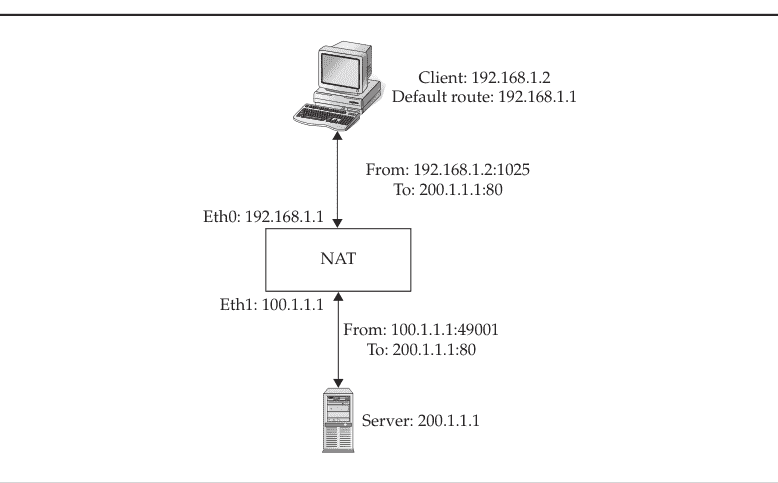 Client: 192.168.1.2
Default route: 192.168.1.1
From: 192.168.1.2:1025
To: 200.1.1.1:80
Eth0: 192.168.1.1
NAT
Eth1: 100.1.1.1
From: 100.1.1.1:49001
To: 200.1.1.1:80
Server: 200.1.1.1